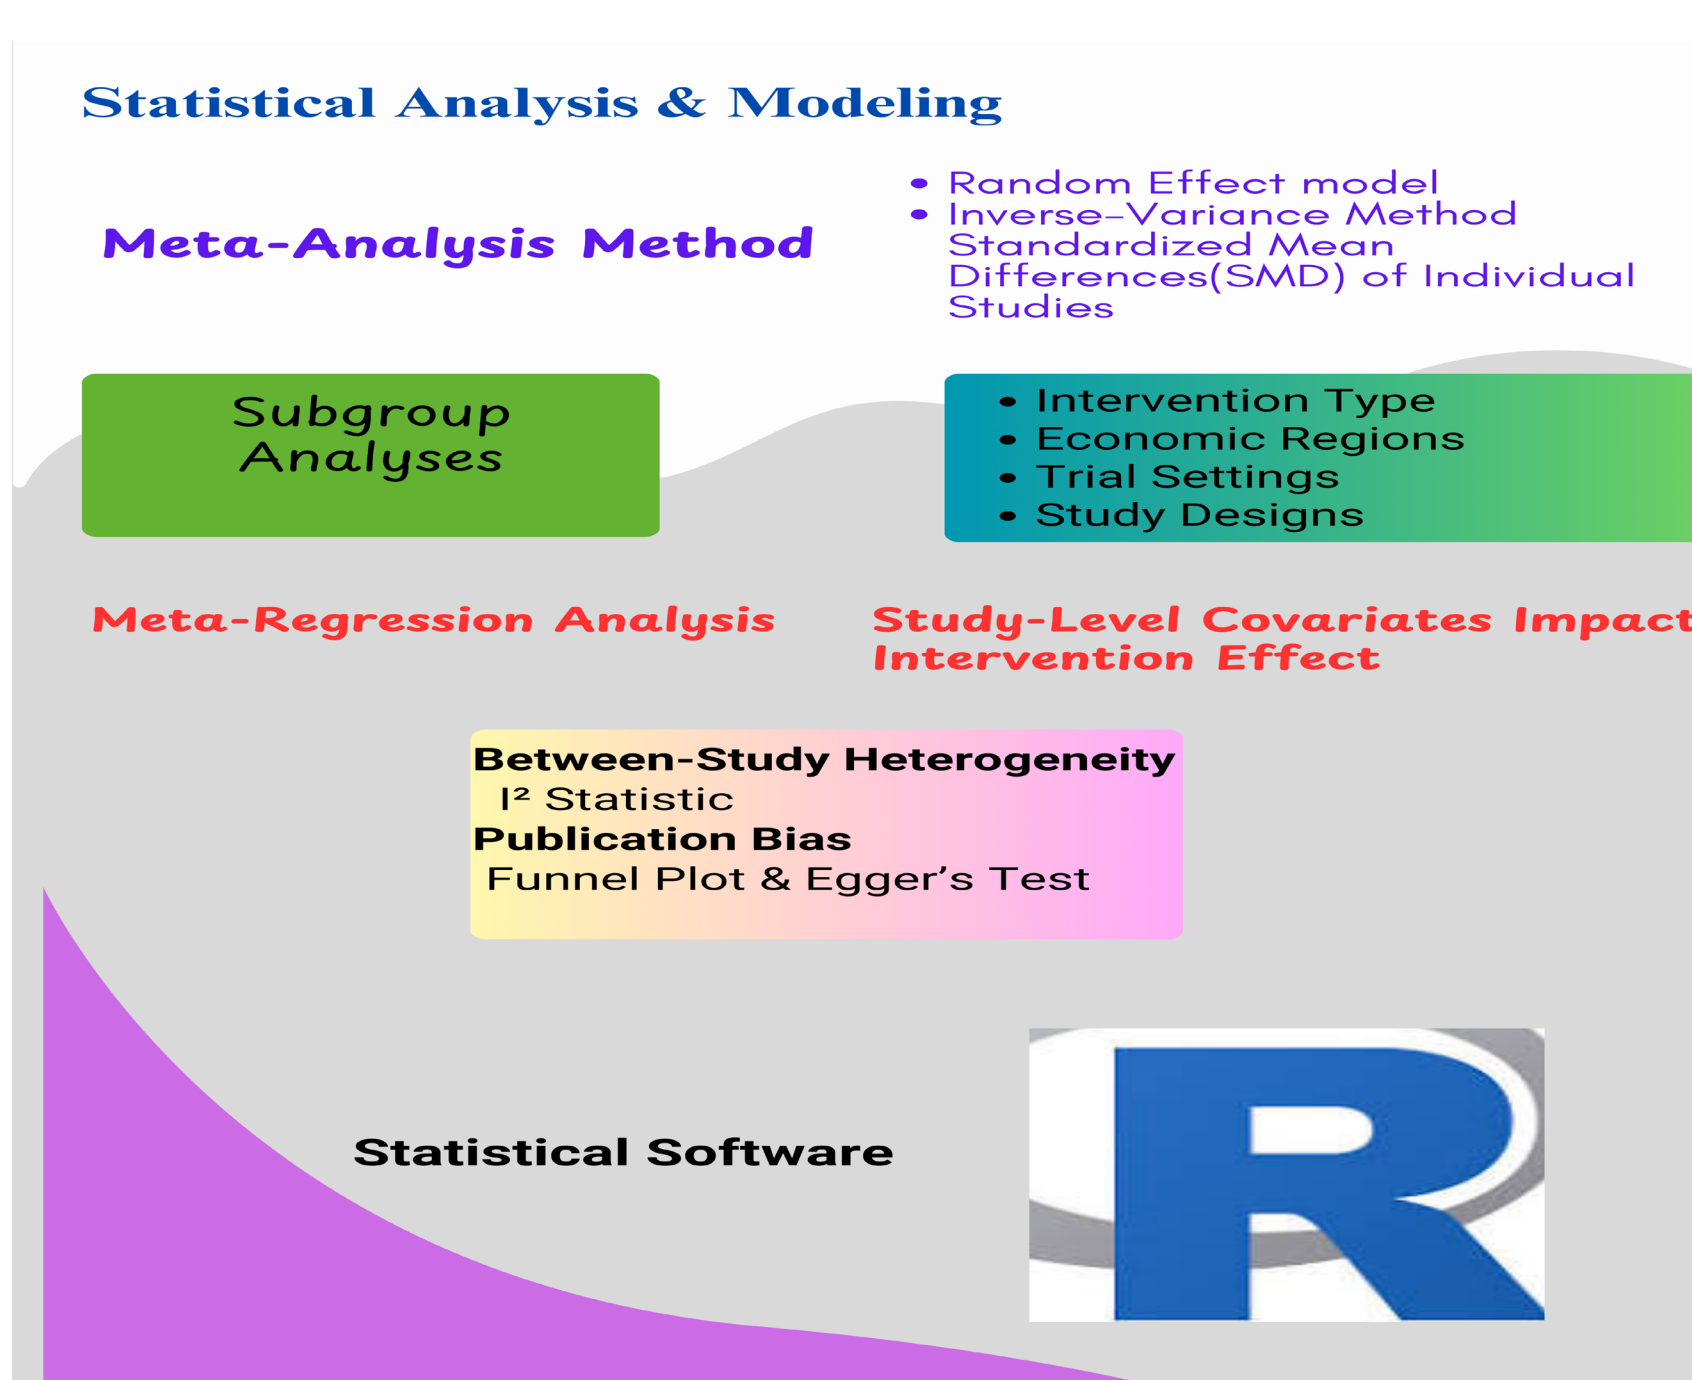 Statistical Analysis & Modeling
Meta-Analysis Method
• Random Effect model
• Inverse-Variance Method
Standardized Mean
Differences(SMD) of Individual
Studies
Subgroup
Analyses
• Intervention Type
• Economic Regions
• Trial Settings
• Study Designs
Meta-Regression Analysis
Study-Level Covariates Impact
Intervention Effect
Between-Study Heterogeneity
I² Statistic
Publication Bias
Funnel Plot & Egger’s Test
Statistical Software
R